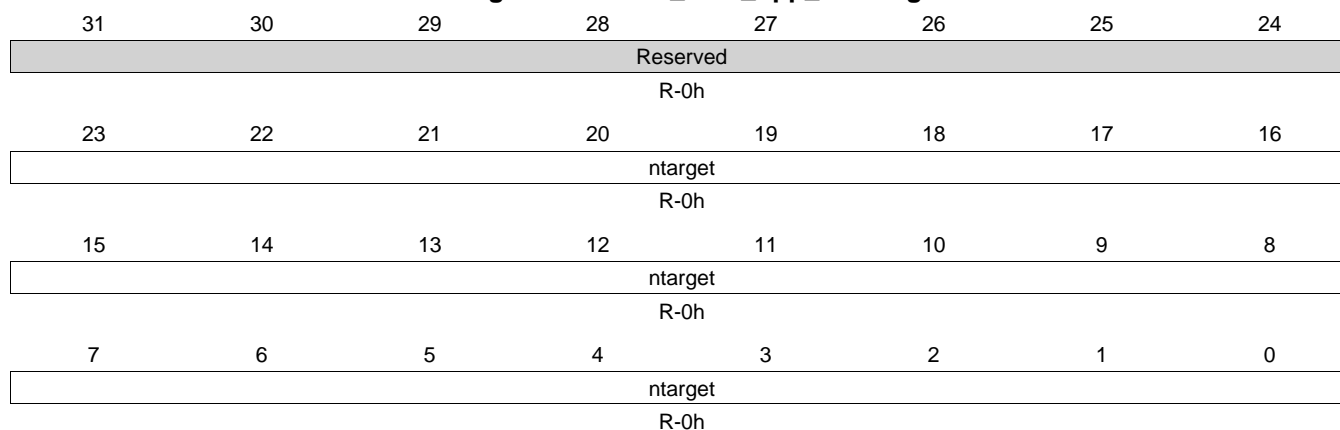 31 30 29 28 27 26 25 24
Reserved
R-0h
23 22 21 20 19 18 17 16
ntarget
R-0h
15 14 13 12 11 10 9 8
ntarget
R-0h
7 6 5 4 3 2 1 0
ntarget
R-0h